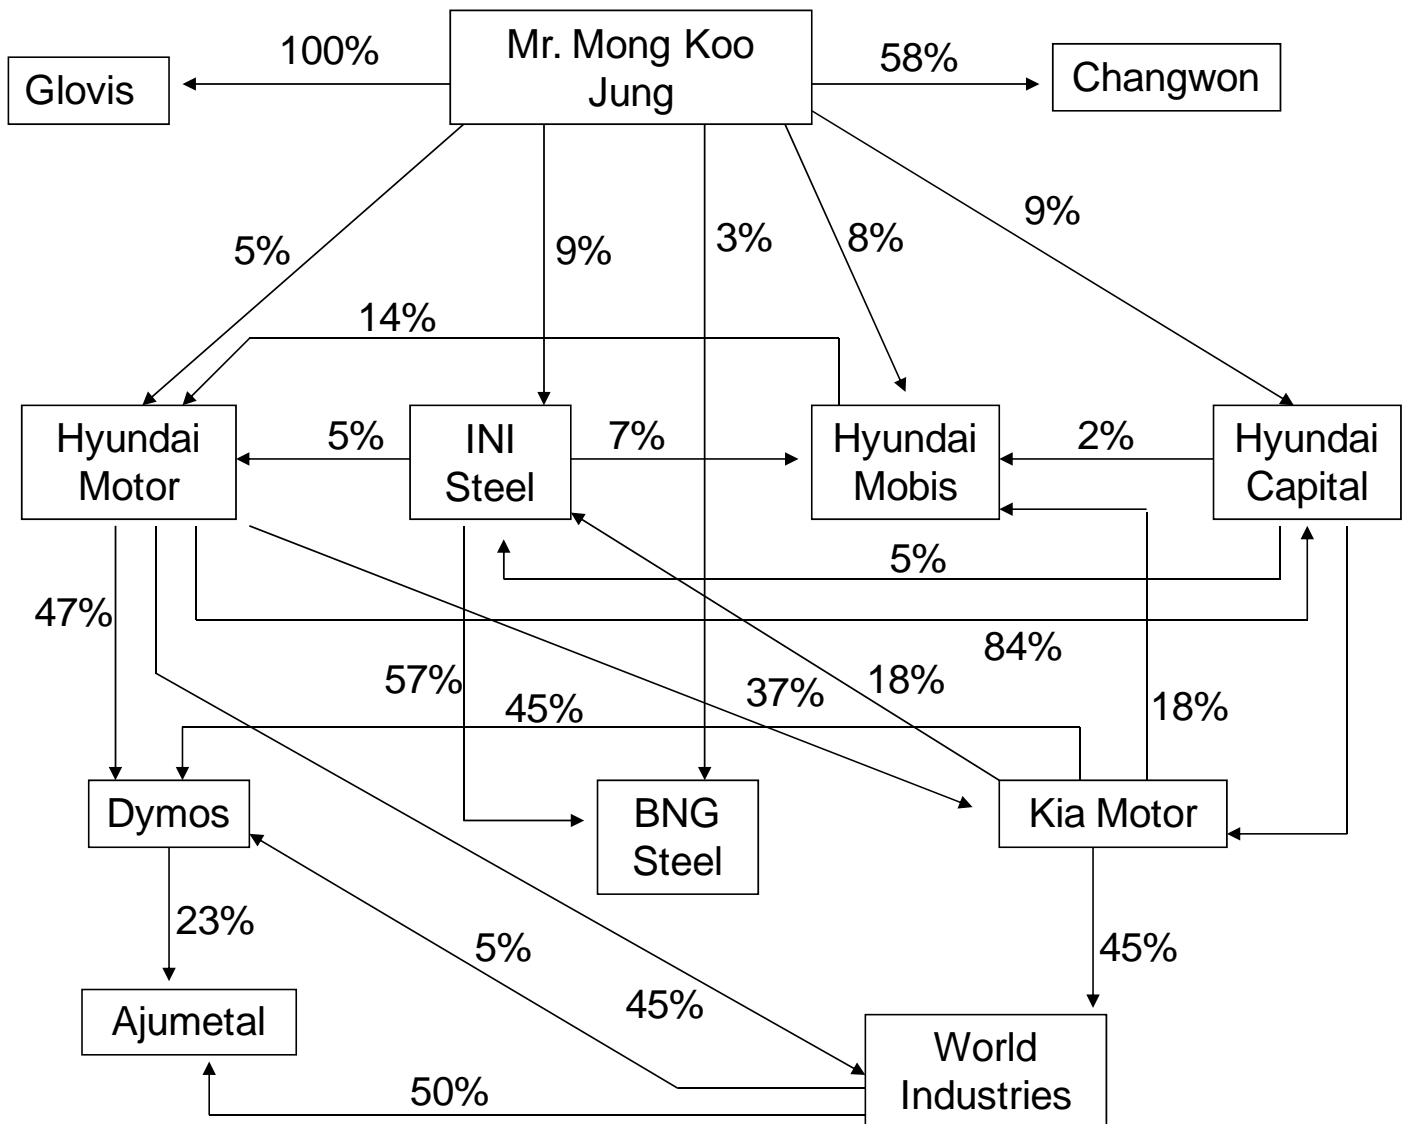 Mr. Mong Koo
Jung
100%
58%
Glovis
Changwon
5%
9%
3%
8%
9%
14%
Hyundai
Motor
5%
INI
Steel
7%
Hyundai
Mobis
2%
Hyundai
Capital
5%
47%
84%
57%
37%
18%
45%
18%
Dymos
BNG
Steel
Kia Motor
23%
5%
45%
45%
Ajumetal
World
Industries
50%